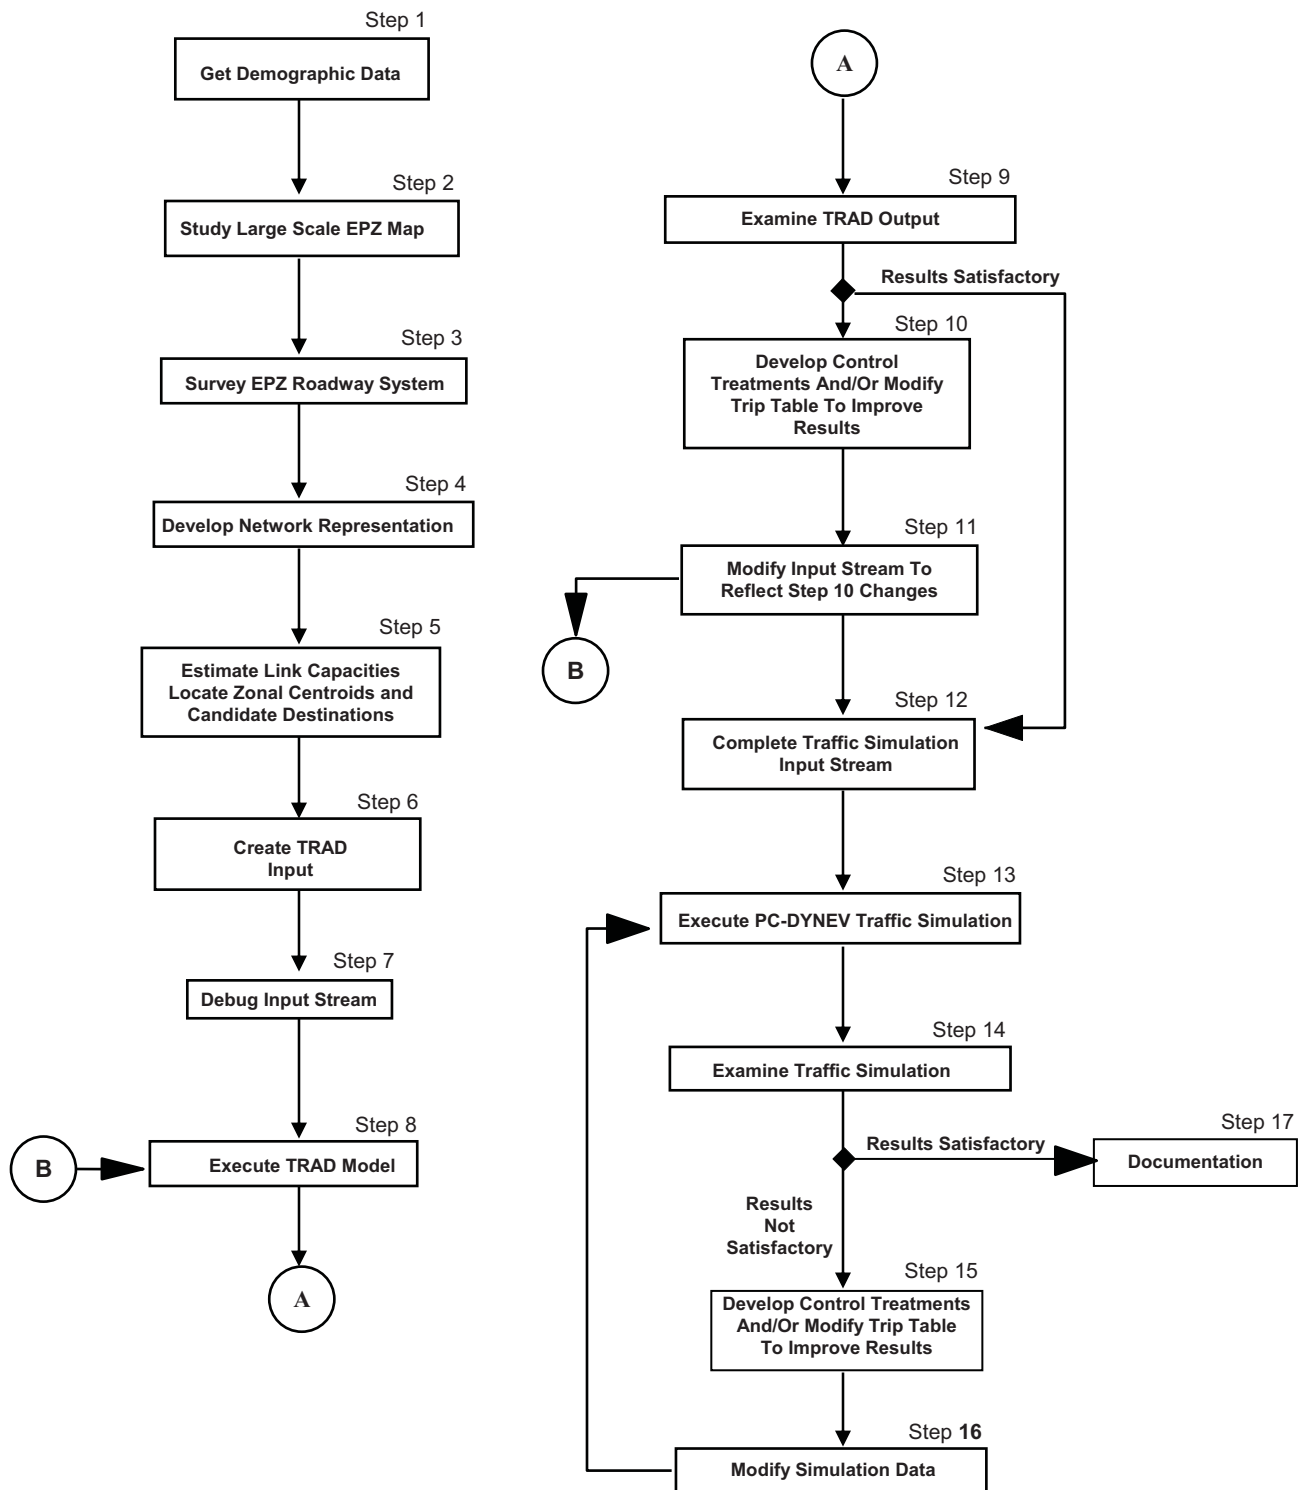 Step 1
Get Demographic Data
Step 2
Study Large Scale EPZ Map
Step 3
Survey EPZ Roadway System
Step 4
Develop Network Representation
Step 5
Estimate Link Capacities
Locate Zonal Centroids and
Candidate Destinations
Step 6
Create TRAD
Input
Step 7
Debug Input Stream
Step 8
B
Execute TRAD Model
A
A
Step 9
Examine TRAD Output
Results Satisfactory
Step 10
Develop Control
Treatments And/Or Modify
Trip Table To Improve
Results
Step 11
Modify Input Stream To
Reflect Step 10 Changes
B
Step 12
Complete Traffic Simulation
Input Stream
Step 13
Execute PC-DYNEV Traffic Simulation
Step 14
Examine Traffic Simulation
Results Satisfactory
Step 17
Documentation
Results
Not
Satisfactory
Step 15
Develop Control Treatments
And/Or Modify Trip Table
To Improve Results
Step 16
Modify Simulation Data